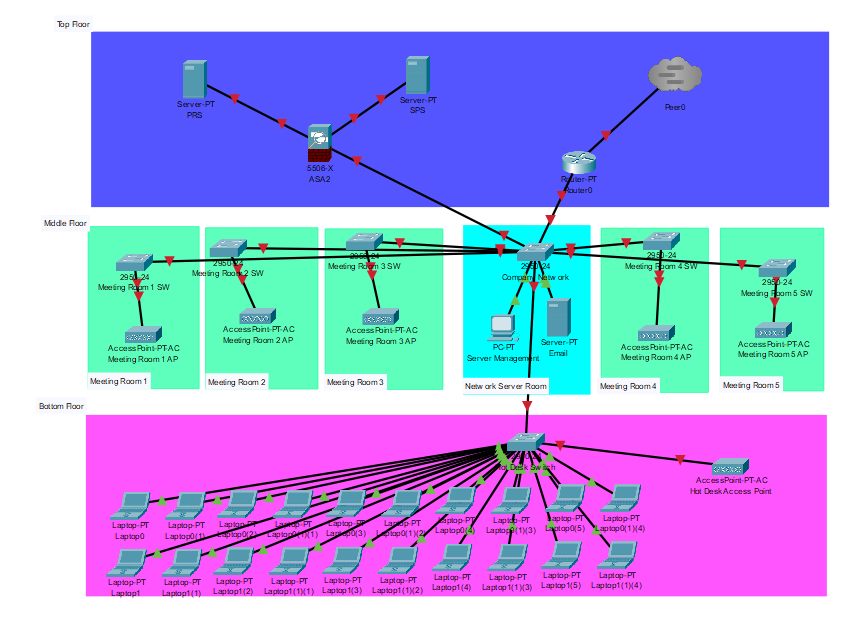 Top Floor
Server-PT
PRS
Server-PT
SPS
Peer0
5506-X
ASA2
Router-PT
Router0
Middle Floor
2950-24
Meeting Room 1 SW
2950-24
Meeting Room 2 SW
2950-24
Meeting Room 3 SW
2950-24
Company Network
2950-24
Meeting Room 4 SW
2950-24
Meeting Room 5 SW
AccessPoint-PT-AC
Meeting Room 1 AP
AccessPoint-PT-AC
Meeting Room 2 AP
AccessPoint-PT-AC
Meeting Room 3 AP
PC-PT
Server Management
Server-PT
Email
AccessPoint-PT-AC
Meeting Room 4 AP
AccessPoint-PT-AC
Meeting Room 5 AP
Meeting Room 1
Meeting Room 2
Meeting Room 3
Network Server Room
Meeting Room 4
Meeting Room 5
Bottom Floor
Hot Desk Switch
AccessPoint-PT-AC
Hot Desk Access Point
Laptop-PT
Laptop0
Laptop-PT
Laptop0(1)
Laptop-PT
Laptop0(2)
Laptop-PT
Laptop0(1)(1)
Laptop-PT
Laptop0(3)
Laptop-PT
Laptop0(1)(2)
Laptop-PT
Laptop0(4)
Laptop-PT
Laptop0(1)(3)
Laptop-PT
Laptop0(5)
Laptop-PT
Laptop0(1)(4)
Laptop-PT
Laptop1
Laptop-PT
Laptop1(1)
Laptop-PT
Laptop1(2)
Laptop-PT
Laptop1(1)(1)
Laptop-PT
Laptop1(3)
Laptop-PT
Laptop1(1)(2)
Laptop-PT
Laptop1(4)
Laptop-PT
Laptop1(1)(3)
Laptop-PT
Laptop1(5)
Laptop-PT
Laptop1(1)(4)